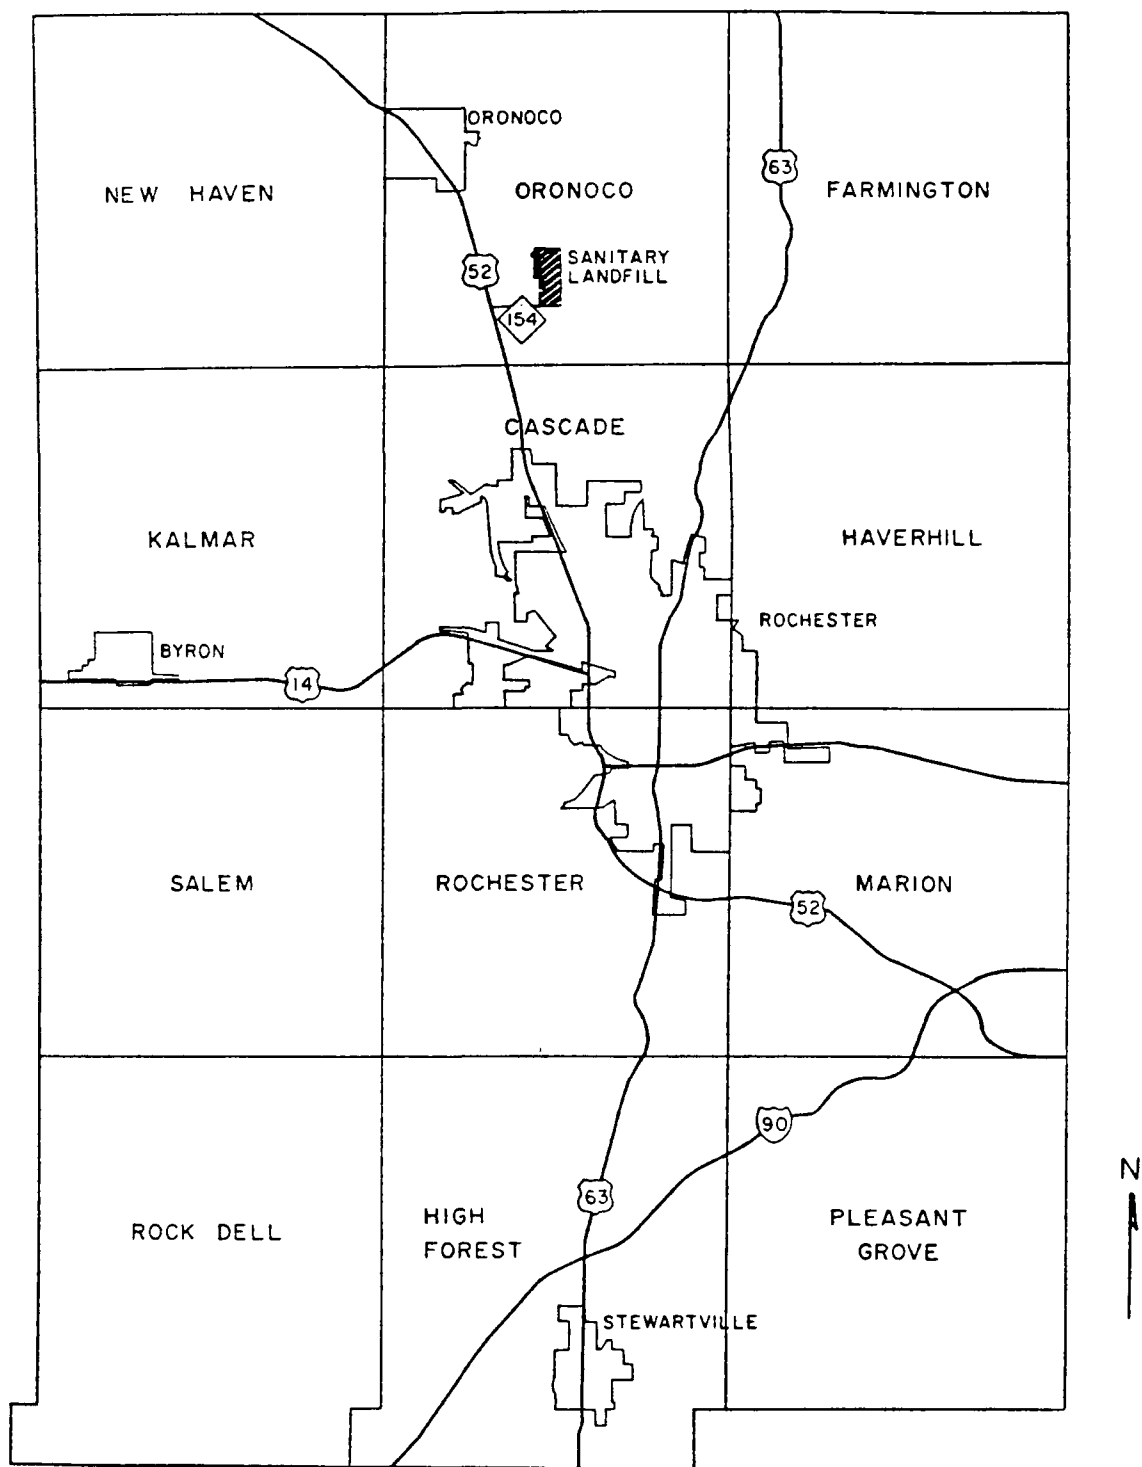 ORONOCO
NEW HAVEN
ORONOCO
63
FARMINGTON
52
SANITARY
LANDFILL
154
CASCADE
KALMAR
HAVERHILL
ROCHESTER
BYRON
14
SALEM
ROCHESTER
MARION
52
90
N
63
ROCK DELL
HIGH
FOREST
PLEASANT
GROVE
STEWARTVILLE